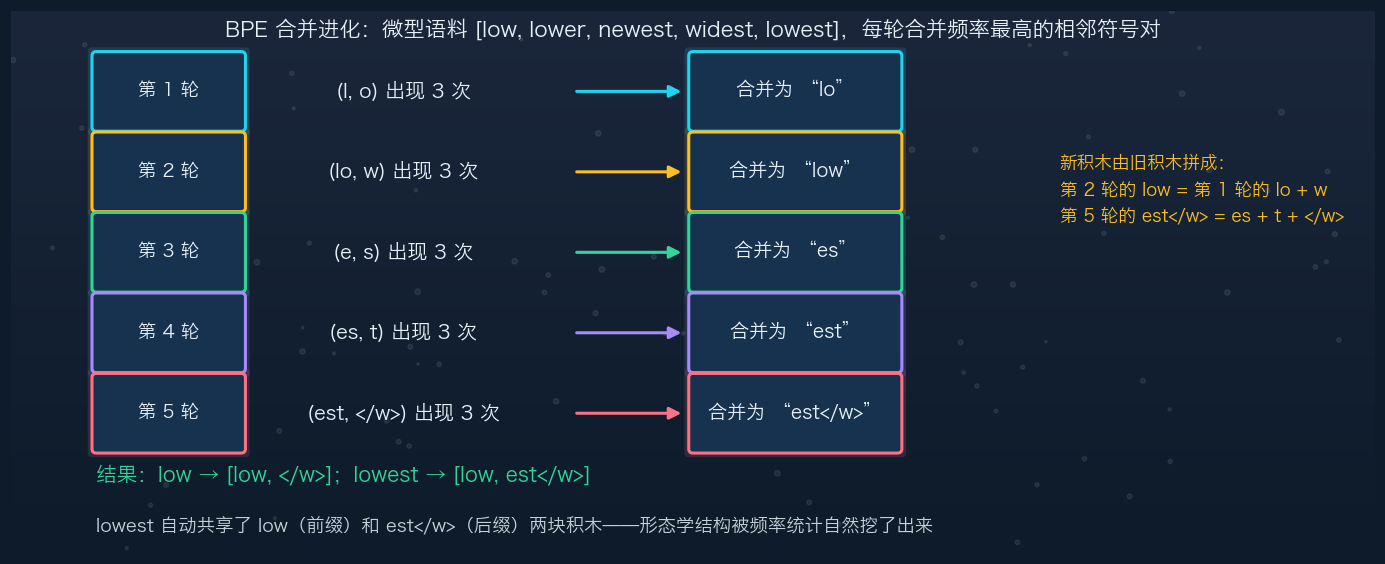 BPE 合并进化：微型语料 [low, lower, newest, widest, lowest]，每轮合并频率最高的相邻符号对
第 1 轮
(l, o) 出现 3 次
合并为 “lo”
第 2 轮
(lo, w) 出现 3 次
合并为 “low”
第 3 轮
(e, s) 出现 3 次
合并为 “es”
第 4 轮
(es, t) 出现 3 次
合并为 “est”
第 5 轮
(est, </w>) 出现 3 次
合并为 “est</w>”
新积木由旧积木拼成：
第 2 轮的 low = 第 1 轮的 lo + w
第 5 轮的 est</w> = es + t + </w>
结果：low → [low, </w>]；lowest → [low, est</w>]
lowest 自动共享了 low（前缀）和 est</w>（后缀）两块积木——形态学结构被频率统计自然挖了出来